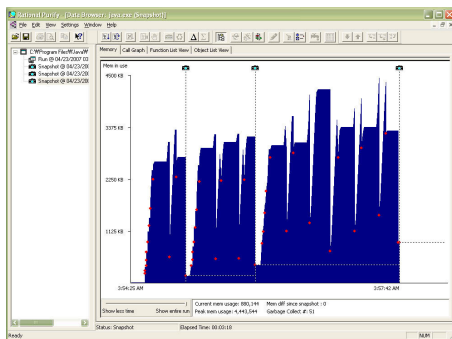 Rational Purify - [Data Browser: java.exe (Snapshot)]
File Edit View Settings Window Help
C:\Program Files\Java\
Run @ 04/23/2007 03
Snapshot @ 04/23/20
Snapshot @ 04/23/20
Snapshot @ 04/23/20
Memory Call Graph Function List View Object List View
Mem in use
4500 KB
3375 KB
2250 KB
1125 KB
3:54:25 AM 3:57:42 AM
Show less time Show entire run
Current mem usage: 880,144 Mem diff since snapshot : 0
Peak mem usage: 4,443,544 Garbage Collect #: 51
Status: Snapshot Elapsed Time: 00:03:18
Ready NUM